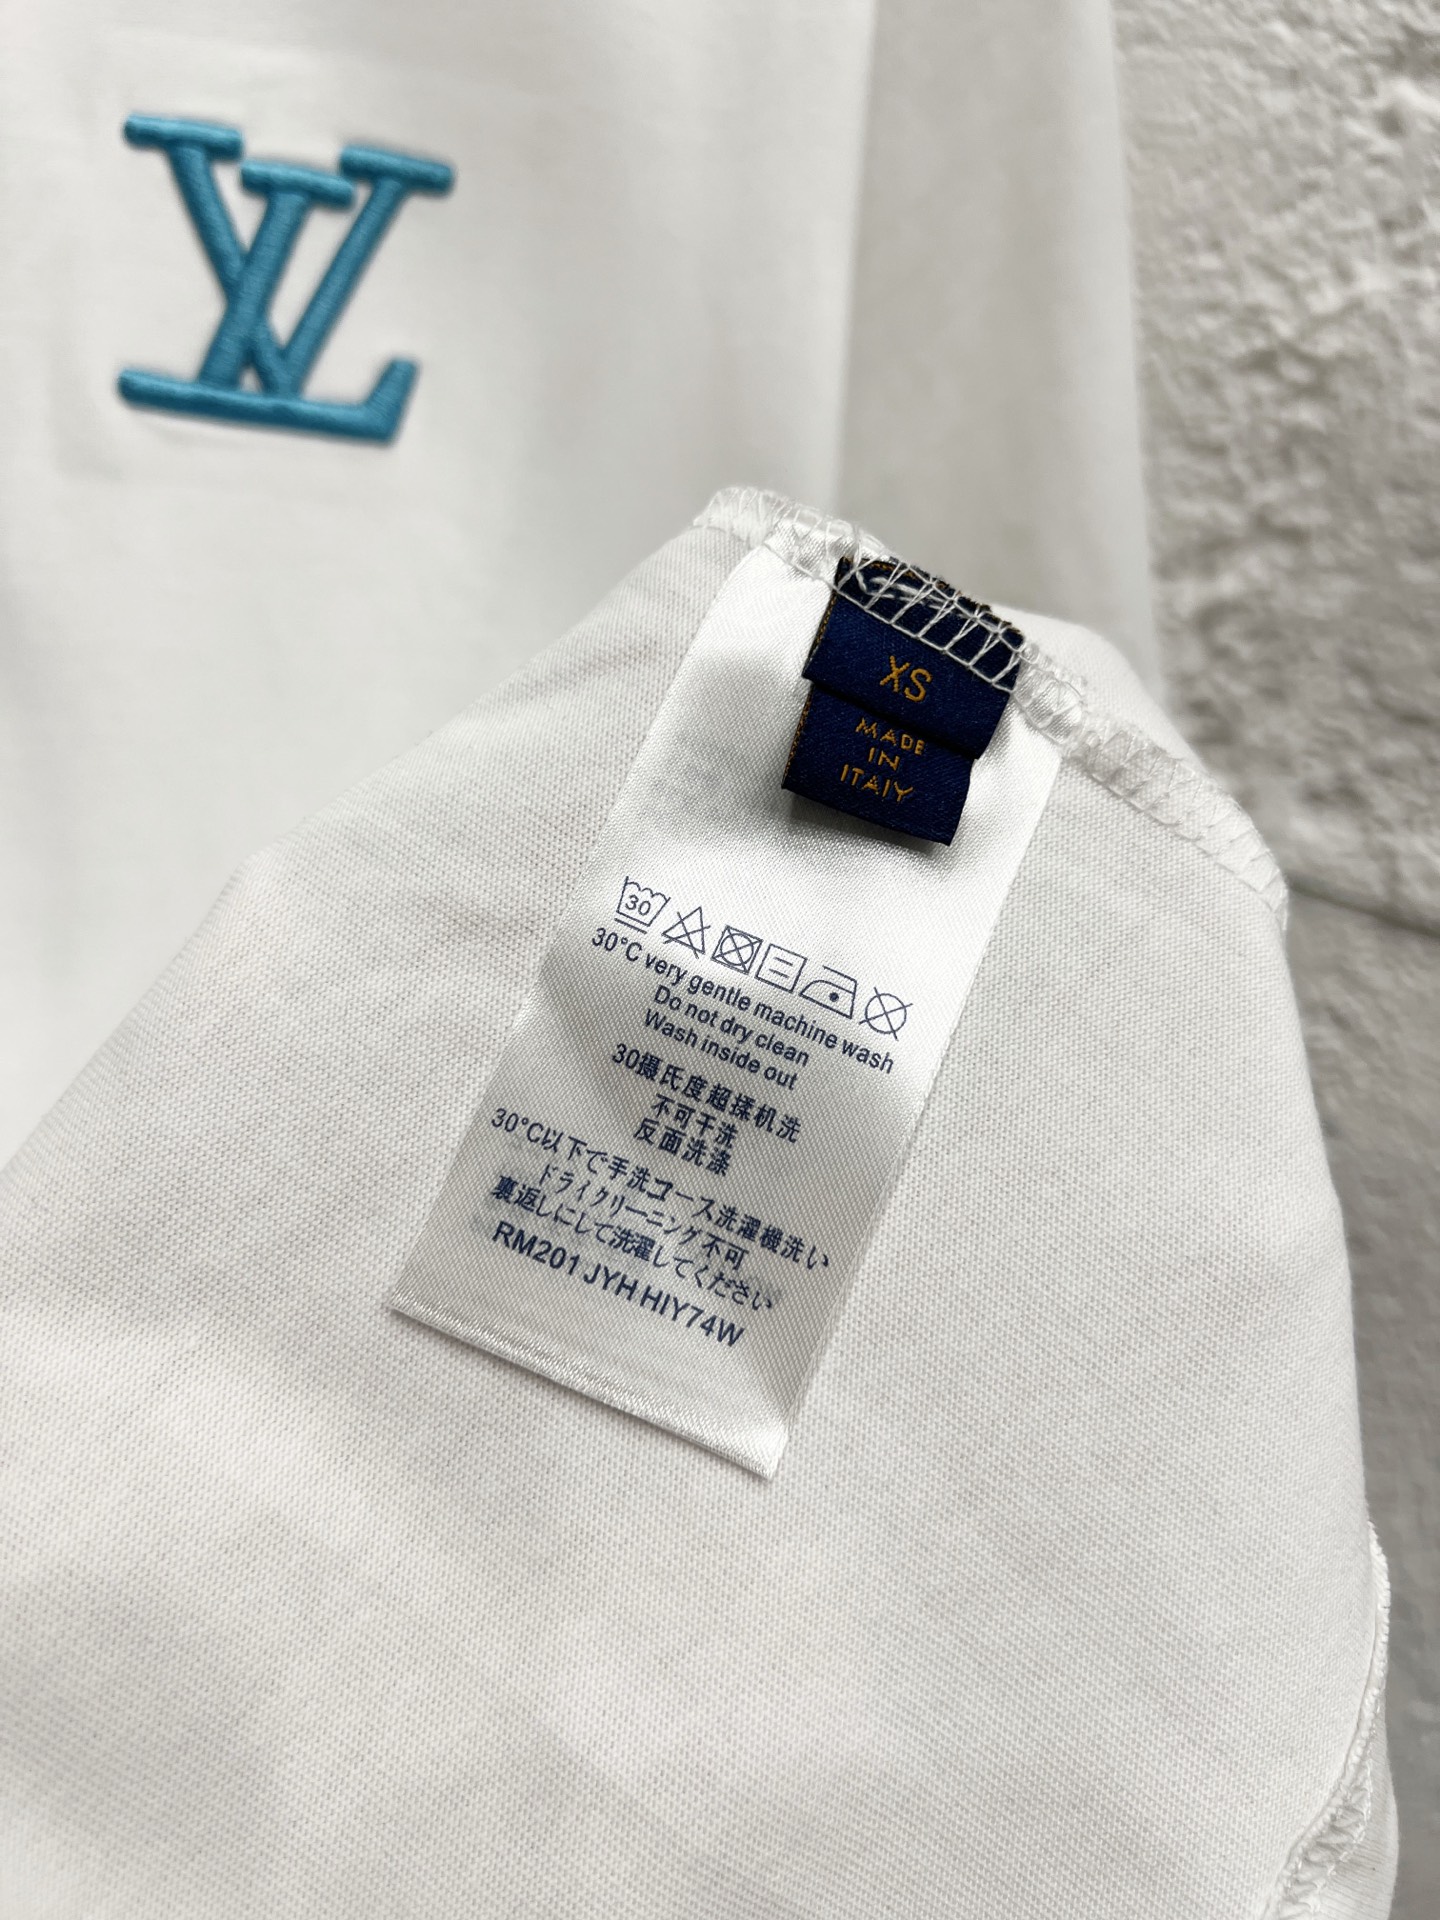 LV
XS
MADE
IN
ITAIY
30
30°C very gentle machine wash
Do not dry clean
Wash inside out
30摄氏度超揉机洗
不可干洗
反面洗涤
30°C以下で手洗コース洗濯機洗い
ドライクリーニング不可
裏返しにして洗濯してください
RM201 JYH HIY74W